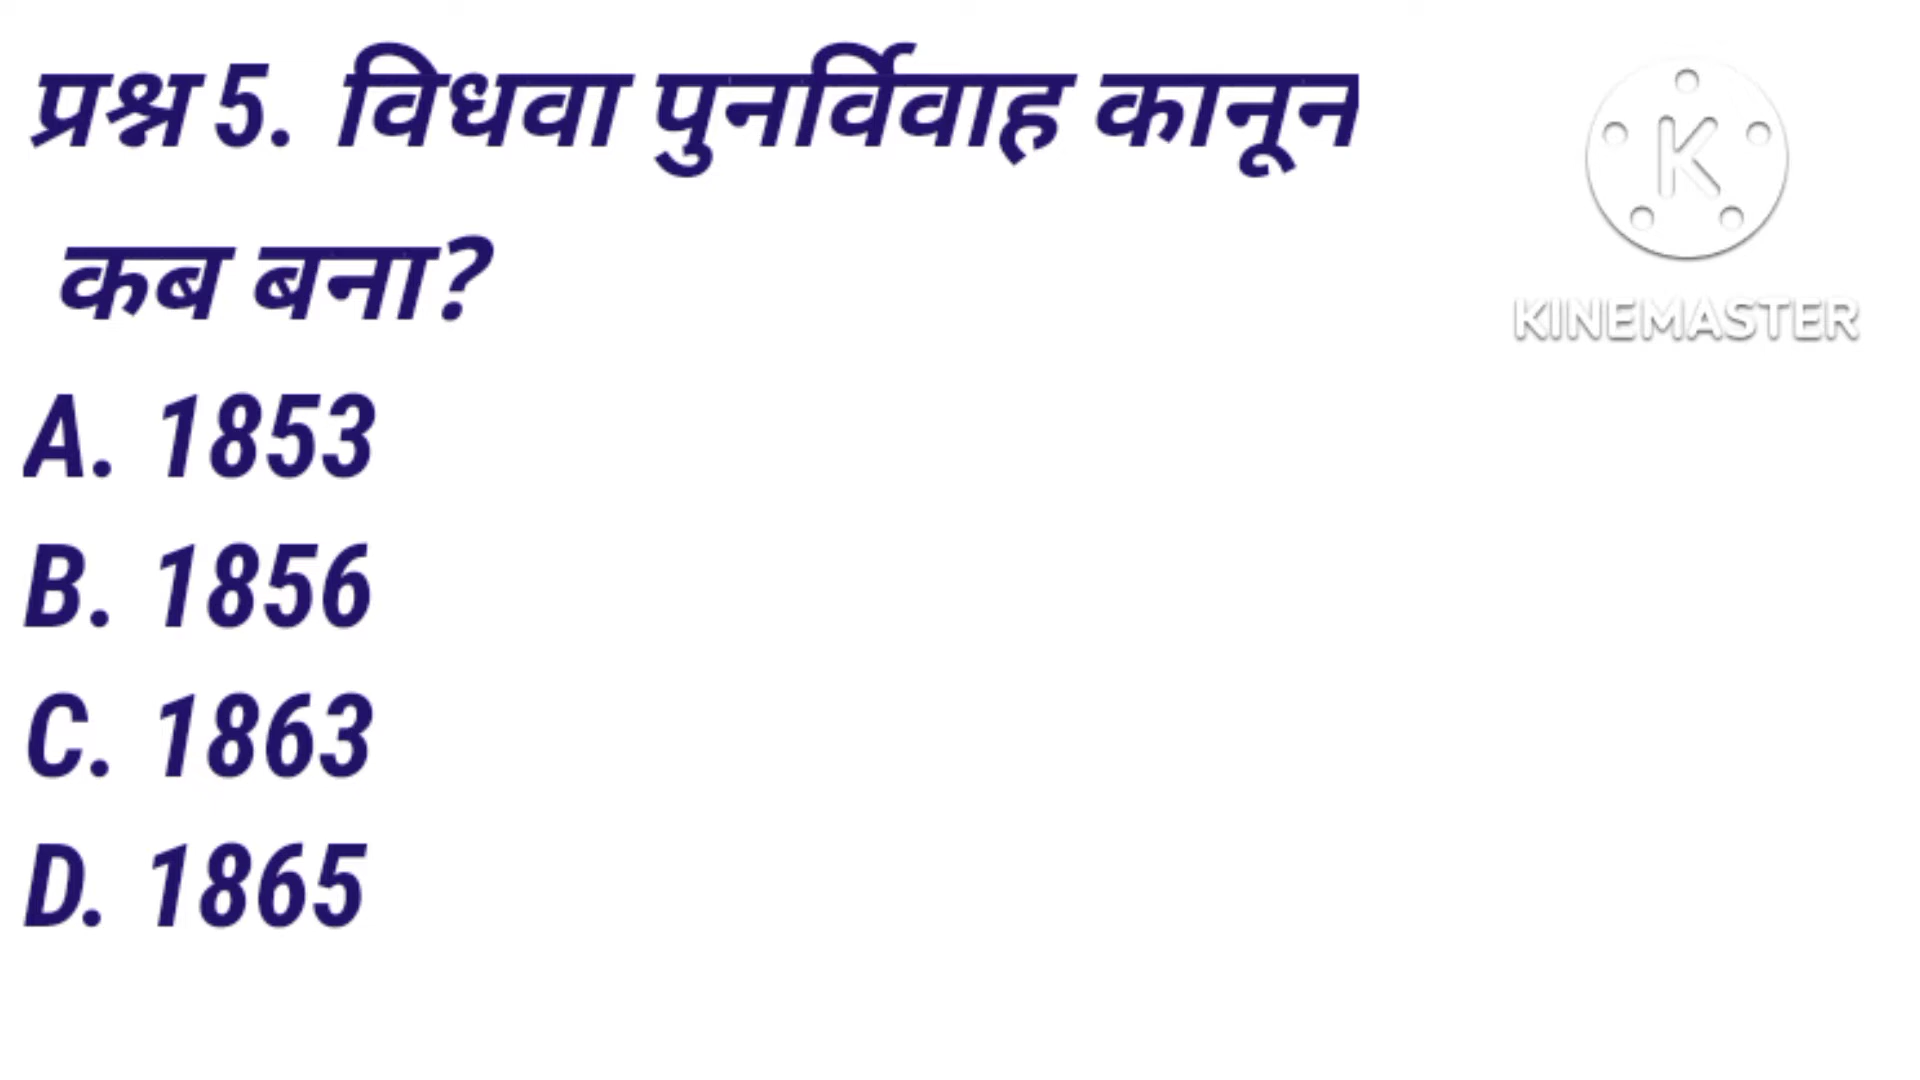 प्रश्न 5. विधवा पुनर्विवाह कानून
कब बना?
A. 1853
B. 1856
C. 1863
D. 1865
K
KINEMASTER